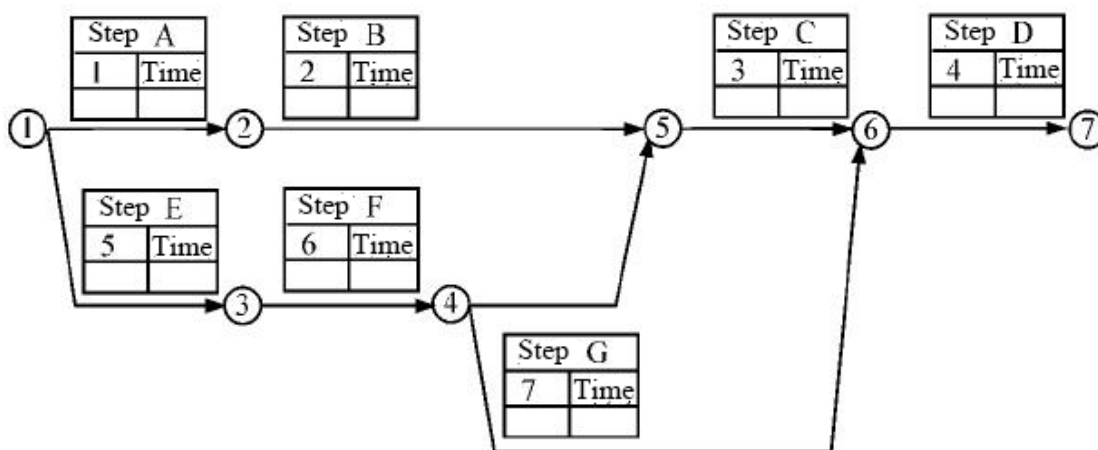 Step A
1 Time
Step B
2 Time
Step C
3 Time
Step D
4 Time
1
2
5
6
7
Step E
5 Time
Step F
6 Time
3
4
Step G
7 Time